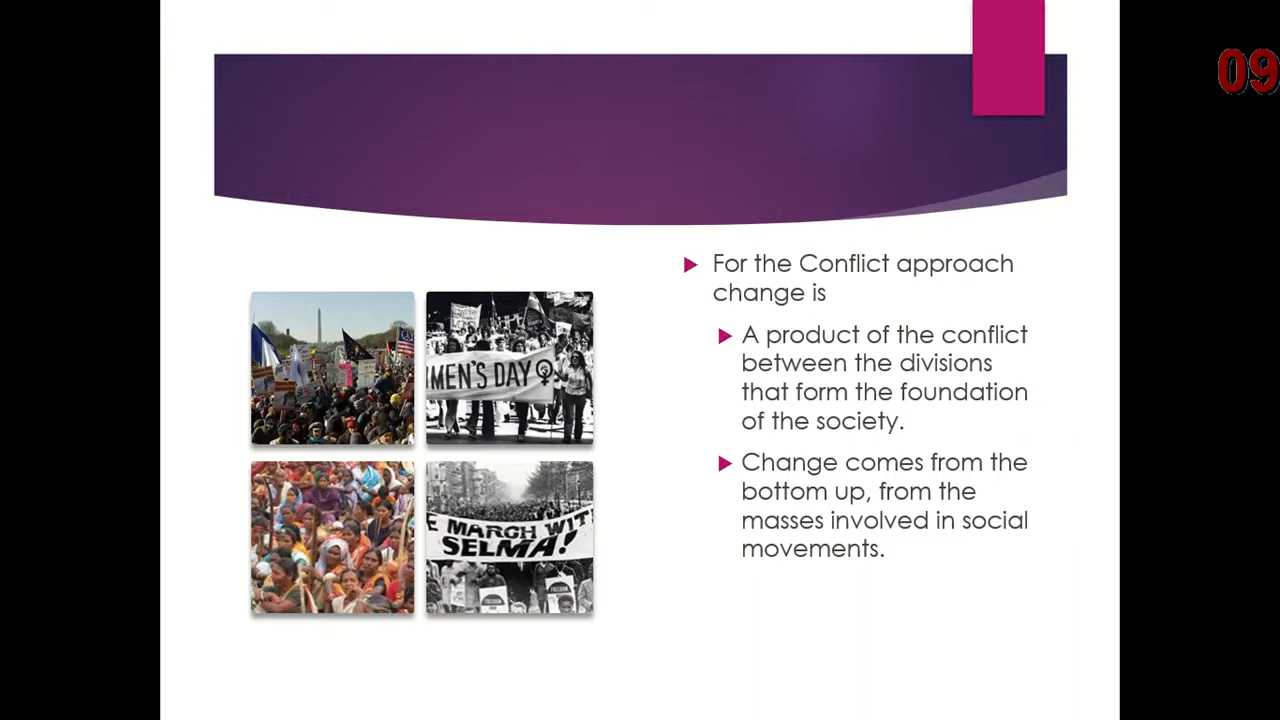 09
For the Conflict approach
change is
A product of the conflict
between the divisions
that form the foundation
of the society.
Change comes from the
bottom up, from the
masses involved in social
movements.
MEN'S DAY
E MARCH WIT
SELMA!
FREEDOM